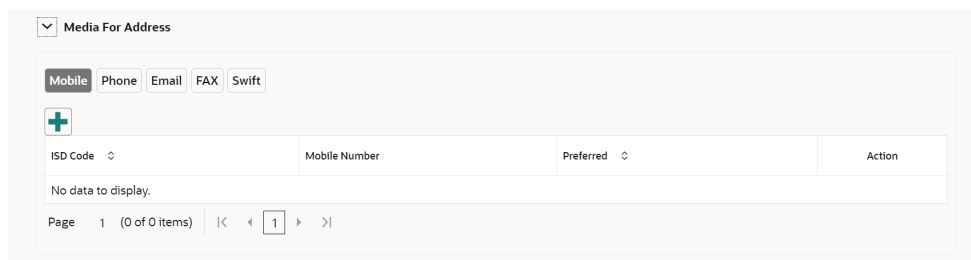 Media For Address
Mobile Phone Email FAX Swift
ISD Code Mobile Number Preferred Action
No data to display.
Page 1 (0 of 0 items) 1